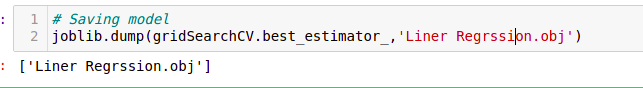 :
1 # Saving model
2 joblib.dump(gridSearchCV.best_estimator_,'Liner Regrssion.obj')
: ['Liner Regrssion.obj']